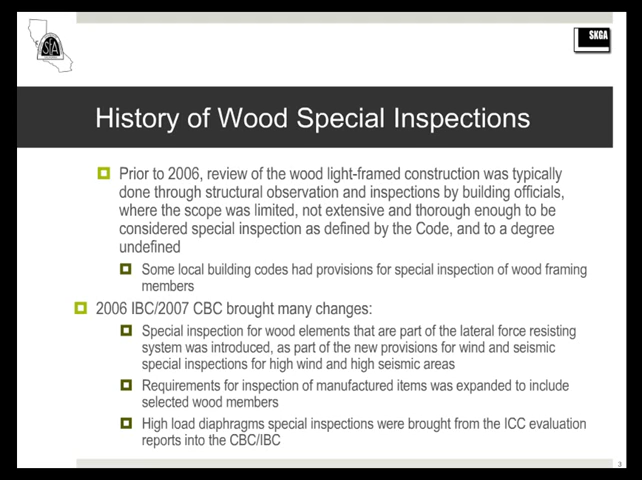 SKGA
SEA
History of Wood Special Inspections
Prior to 2006, review of the wood light-framed construction was typically
done through structural observation and inspections by building officials,
where the scope was limited, not extensive and thorough enough to be
considered special inspection as defined by the Code, and to a degree
undefined
Some local building codes had provisions for special inspection of wood framing
members
2006 IBC/2007 CBC brought many changes:
Special inspection for wood elements that are part of the lateral force resisting
system was introduced, as part of the new provisions for wind and seismic
special inspections for high wind and high seismic areas
Requirements for inspection of manufactured items was expanded to include
selected wood members
High load diaphragms special inspections were brought from the ICC evaluation
reports into the CBC/IBC
3